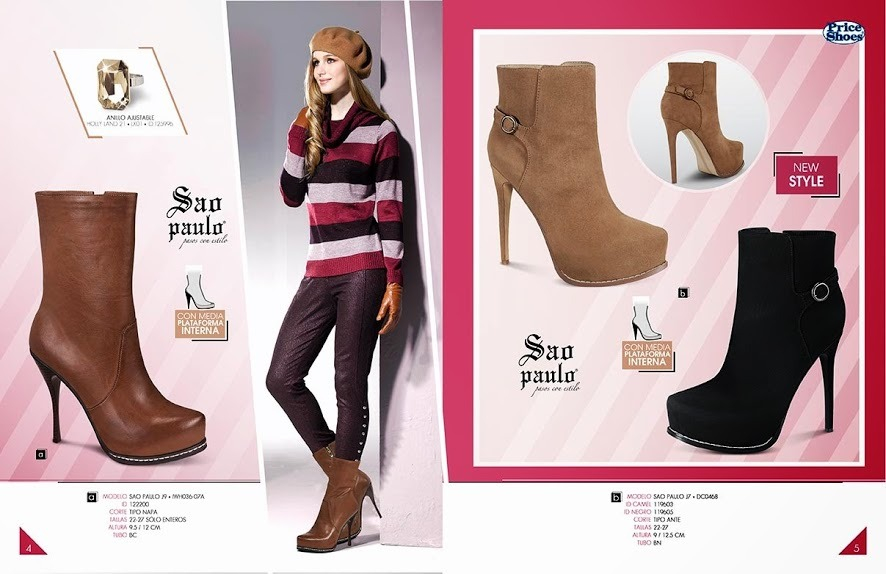 ANILLO AJUSTABLE
HOLLY LAND 21 • LX01 • ID 125996
Sao
paulo®
pasos con estilo
CON MEDIA
PLATAFORMA
INTERNA
a
a
MODELO SAO PAULO J9 • IWH036-07A
ID 122200
CORTE TIPO NAPA
TALLAS 22-27 SÓLO ENTEROS
ALTURA 9.5 / 12 CM
TUBO BC
4
Price
Shoes
NEW
STYLE
b
Sao
paulo®
pasos con estilo
CON MEDIA
PLATAFORMA
INTERNA
b
MODELO SAO PAULO J7 • DC0468
ID CAMEL 119603
ID NEGRO 119605
CORTE TIPO ANTE
TALLAS 22-27
ALTURA 9 / 12.5 CM
TUBO BN
5